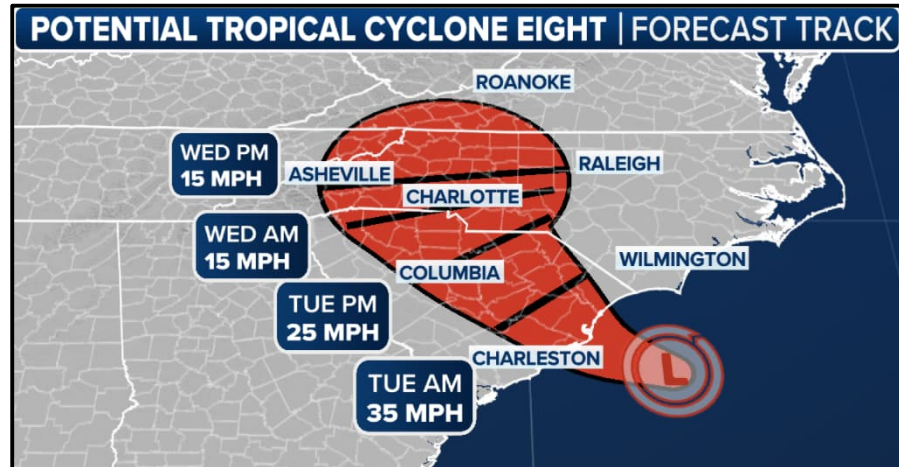 POTENTIAL TROPICAL CYCLONE EIGHT | FORECAST TRACK
ROANOKE
WED PM
15 MPH
ASHEVILLE
RALEIGH
CHARLOTTE
WED AM
15 MPH
WILMINGTON
COLUMBIA
TUE PM
25 MPH
CHARLESTON
L
TUE AM
35 MPH